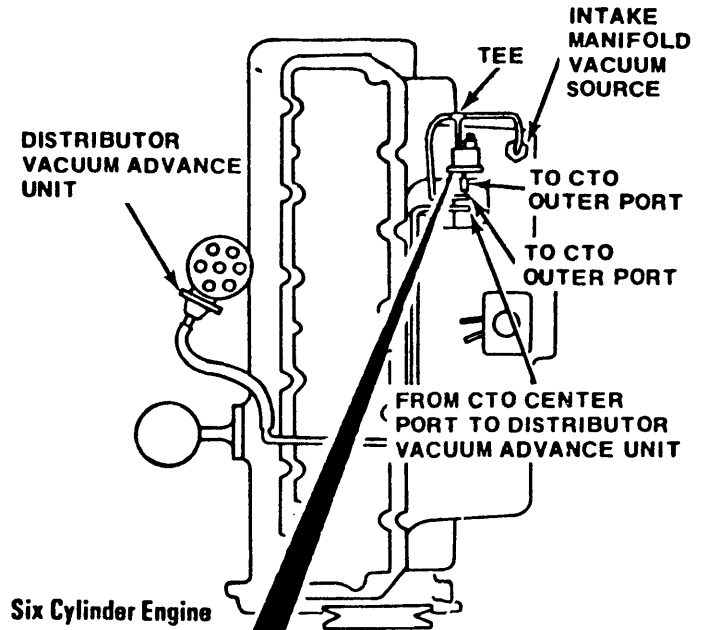 INTAKE
MANIFOLD
VACUUM
SOURCE
TEE
DISTRIBUTOR
VACUUM ADVANCE
UNIT
TO CTO
OUTER PORT
TO CTO
OUTER PORT
FROM CTO CENTER
PORT TO DISTRIBUTOR
VACUUM ADVANCE UNIT
Six Cylinder Engine